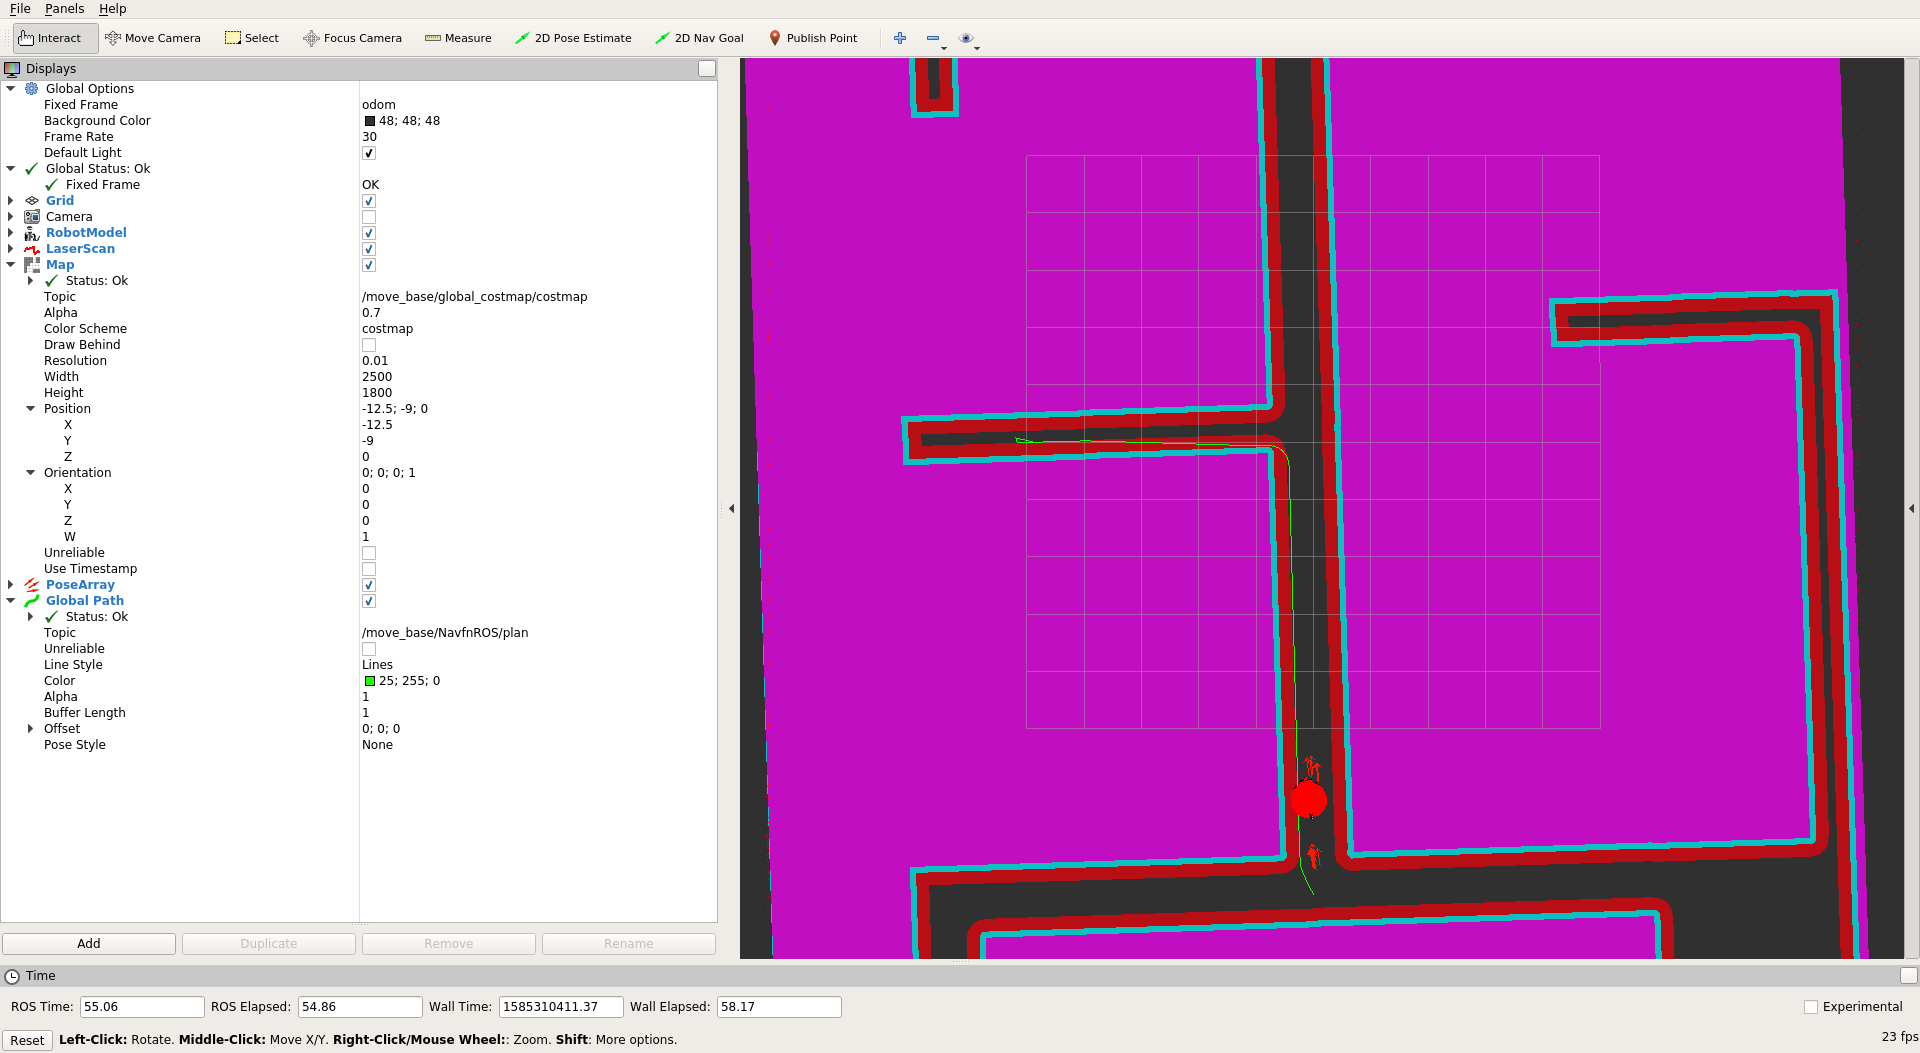 File Panels Help
Interact Move Camera Select Focus Camera Measure 2D Pose Estimate 2D Nav Goal Publish Point
Displays
Global Options
Fixed Frame odom
Background Color 48; 48; 48
Frame Rate 30
Default Light
Global Status: Ok
Fixed Frame OK
Grid
Camera
RobotModel
LaserScan
Map
Status: Ok
Topic /move_base/global_costmap/costmap
Alpha 0.7
Color Scheme costmap
Draw Behind
Resolution 0.01
Width 2500
Height 1800
Position -12.5; -9; 0
X -12.5
Y -9
Z 0
Orientation 0; 0; 0; 1
X 0
Y 0
Z 0
W 1
Unreliable
Use Timestamp
PoseArray
Global Path
Status: Ok
Topic /move_base/NavfnROS/plan
Unreliable
Line Style Lines
Color 25; 255; 0
Alpha 1
Buffer Length 1
Offset 0; 0; 0
Pose Style None
Add Duplicate Remove Rename
Time
ROS Time: 55.06 ROS Elapsed: 54.86 Wall Time: 1585310411.37 Wall Elapsed: 58.17 Experimental
Reset Left-Click: Rotate. Middle-Click: Move X/Y. Right-Click/Mouse Wheel:: Zoom. Shift: More options. 23 fps